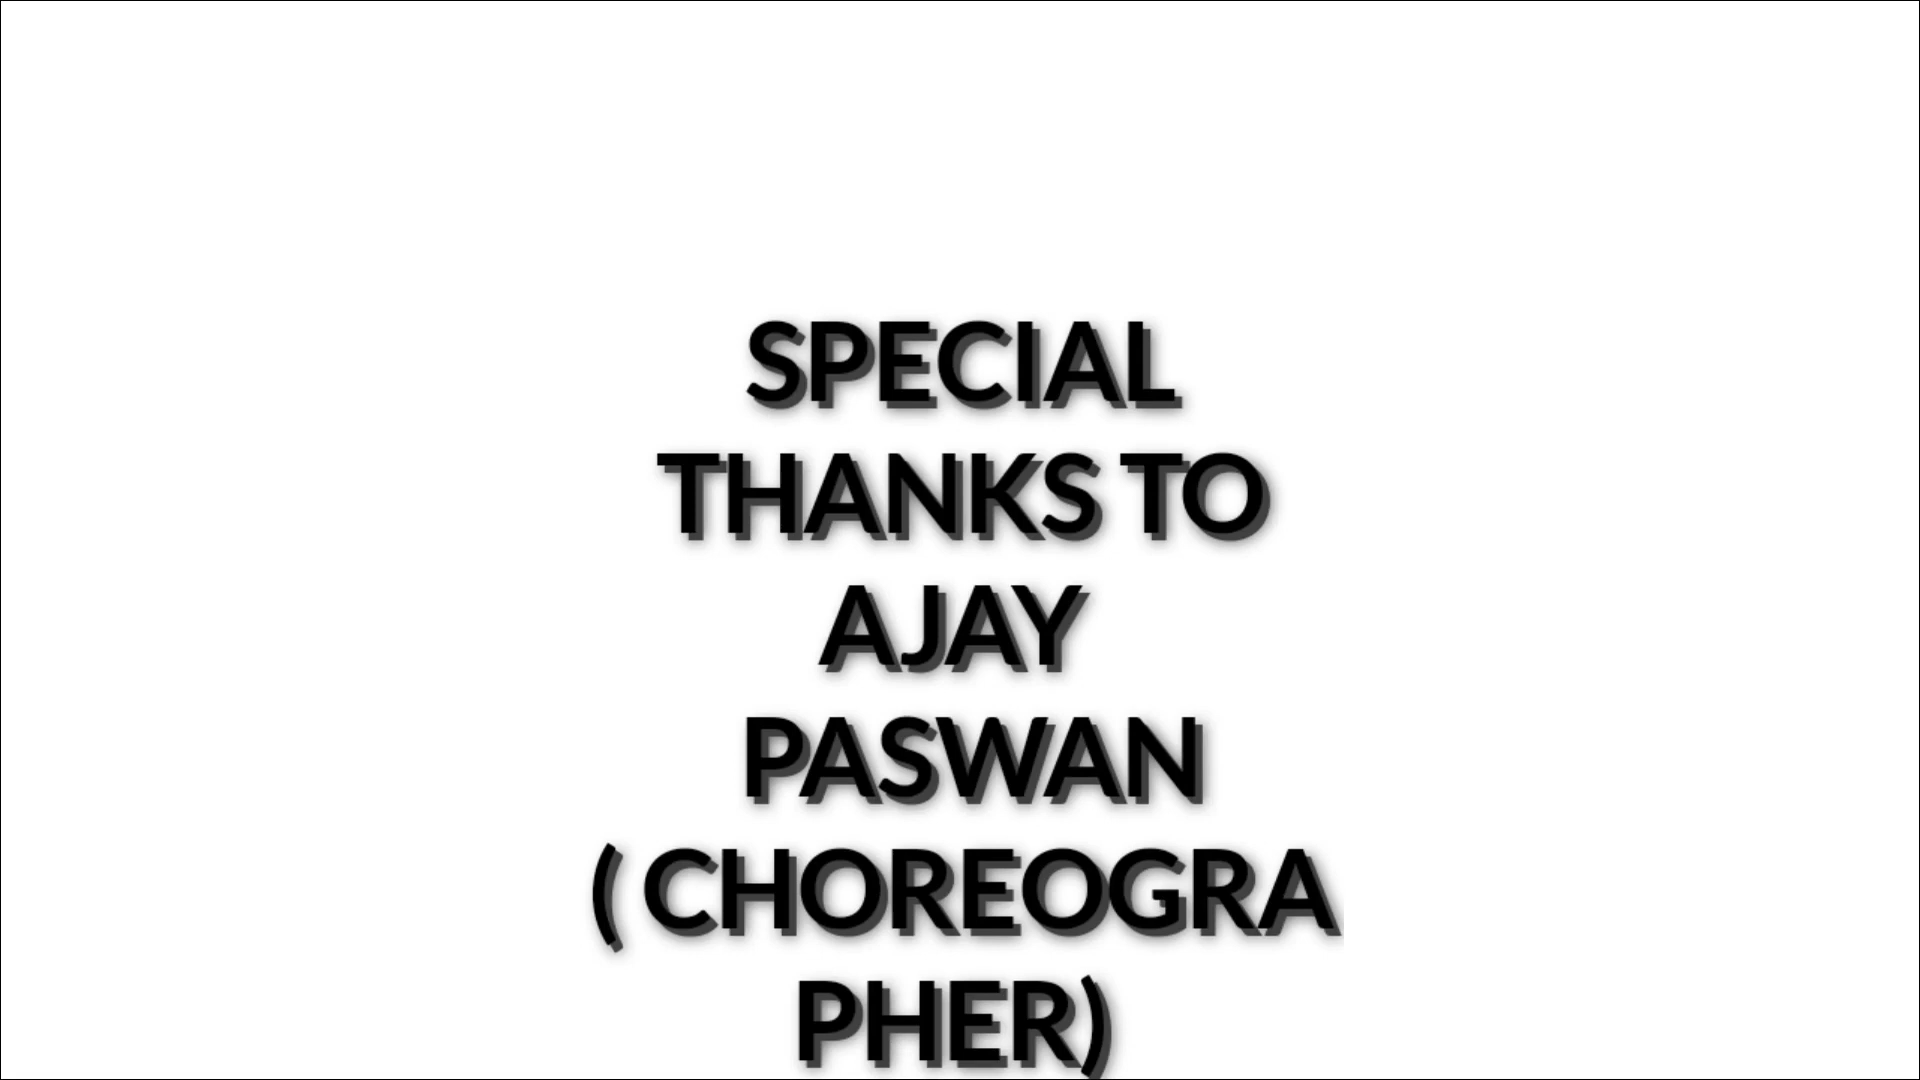 SPECIAL
THANKS TO
AJAY
PASWAN
( CHOREOGRA
PHER)